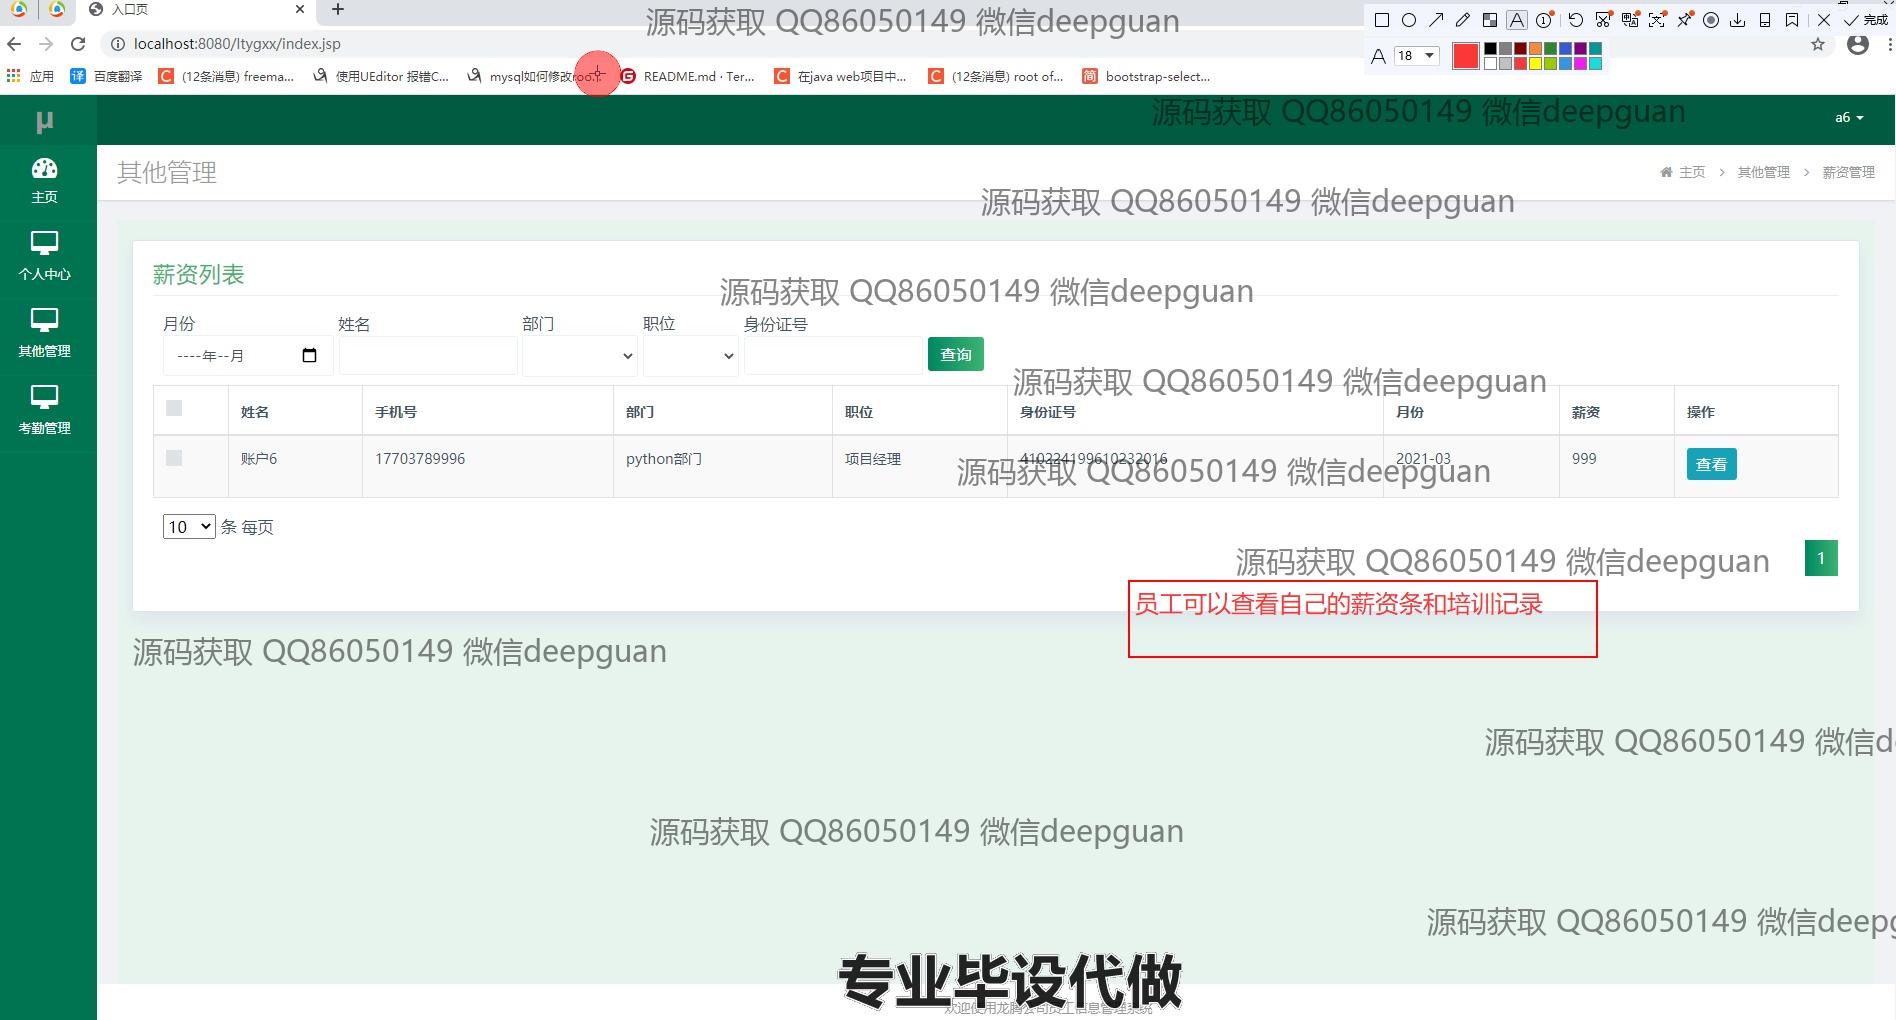 入口页
源码获取 QQ86050149 微信deepguan
完成
localhost:8080/ltygxx/index.jsp
A 18
应用 百度翻译 (12条消息) freema... 使用UEditor 报错C... mysql如何修改roo... README.md · Ter... 在java web项目中... (12条消息) root of... bootstrap-select...
µ
源码获取 QQ86050149 微信deepguan
a6
主页
个人中心
其他管理
考勤管理
其他管理
主页 > 其他管理 > 薪资管理
源码获取 QQ86050149 微信deepguan
薪资列表
源码获取 QQ86050149 微信deepguan
月份 姓名 部门 职位 身份证号
----年--月 查询
源码获取 QQ86050149 微信deepguan
姓名 手机号 部门 职位 身份证号 月份 薪资 操作
账户6 17703789996 python部门 项目经理 410224199610232016 2021-03 999 查看
源码获取 QQ86050149 微信deepguan
10 条 每页
源码获取 QQ86050149 微信deepguan
1
员工可以查看自己的薪资条和培训记录
源码获取 QQ86050149 微信deepguan
源码获取 QQ86050149 微信de
源码获取 QQ86050149 微信deepguan
源码获取 QQ86050149 微信deepg
专业毕设代做
欢迎使用龙腾公司员工信息管理系统